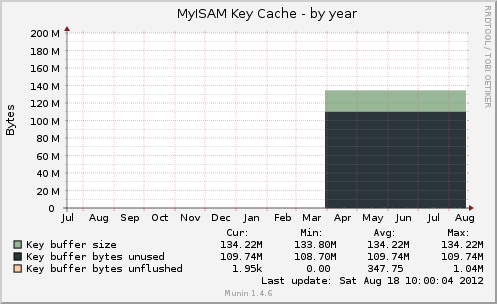 MyISAM Key Cache - by year
RRDTOOL / TOBI OETIKER
Bytes
200 M
180 M
160 M
140 M
120 M
100 M
80 M
60 M
40 M
20 M
0
Jul Aug Sep Oct Nov Dec Jan Feb Mar Apr May Jun Jul Aug
Cur: Min: Avg: Max:
Key buffer size 134.22M 133.80M 134.22M 134.22M
Key buffer bytes unused 109.74M 108.70M 109.74M 109.74M
Key buffer bytes unflushed 1.95k 0.00 347.75 1.04M
Last update: Sat Aug 18 10:00:04 2012
Munin 1.4.6